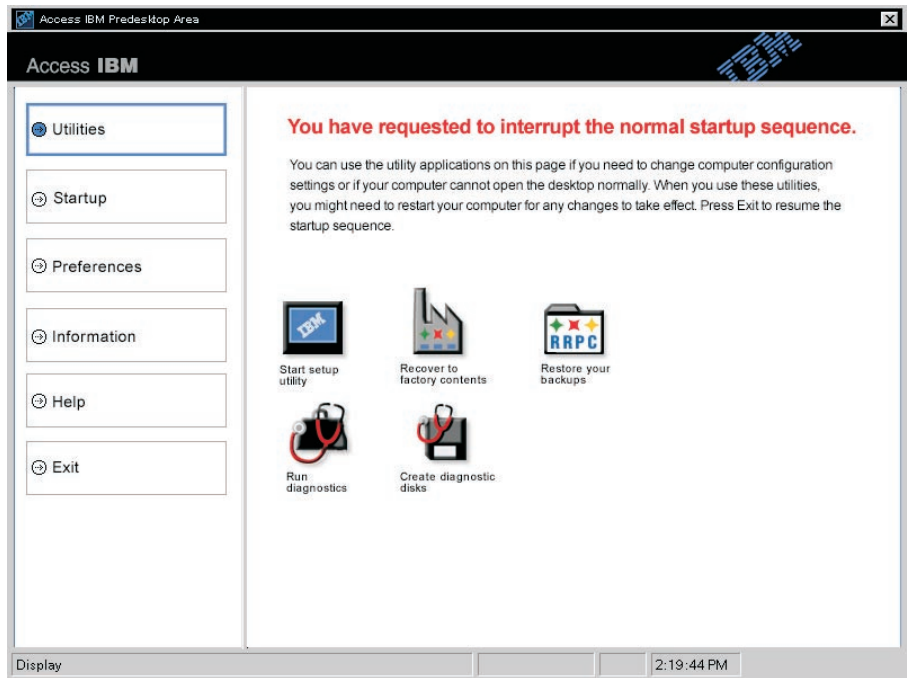 Access IBM Predesktop Area
Access IBM
IBM
Utilities
Startup
Preferences
Information
Help
Exit
You have requested to interrupt the normal startup sequence.
You can use the utility applications on this page if you need to change computer configuration
settings or if your computer cannot open the desktop normally. When you use these utilities,
you might need to restart your computer for any changes to take effect. Press Exit to resume the
startup sequence.
IBM
Start setup
utility
Recover to
factory contents
RRPC
Restore your
backups
Run
diagnostics
Create diagnostic
disks
Display
2:19:44 PM